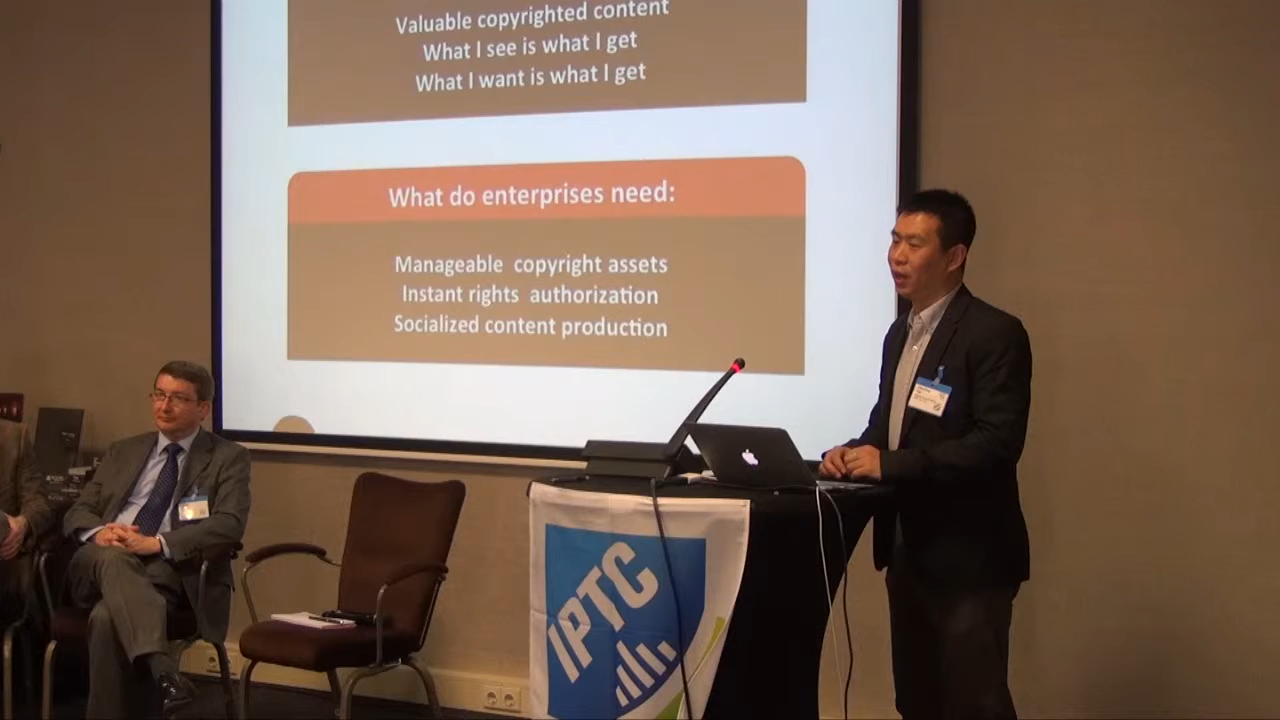 Valuable copyrighted content
What I see is what I get
What I want is what I get
What do enterprises need:
Manageable copyright assets
Instant rights authorization
Socialized content production
IPTC